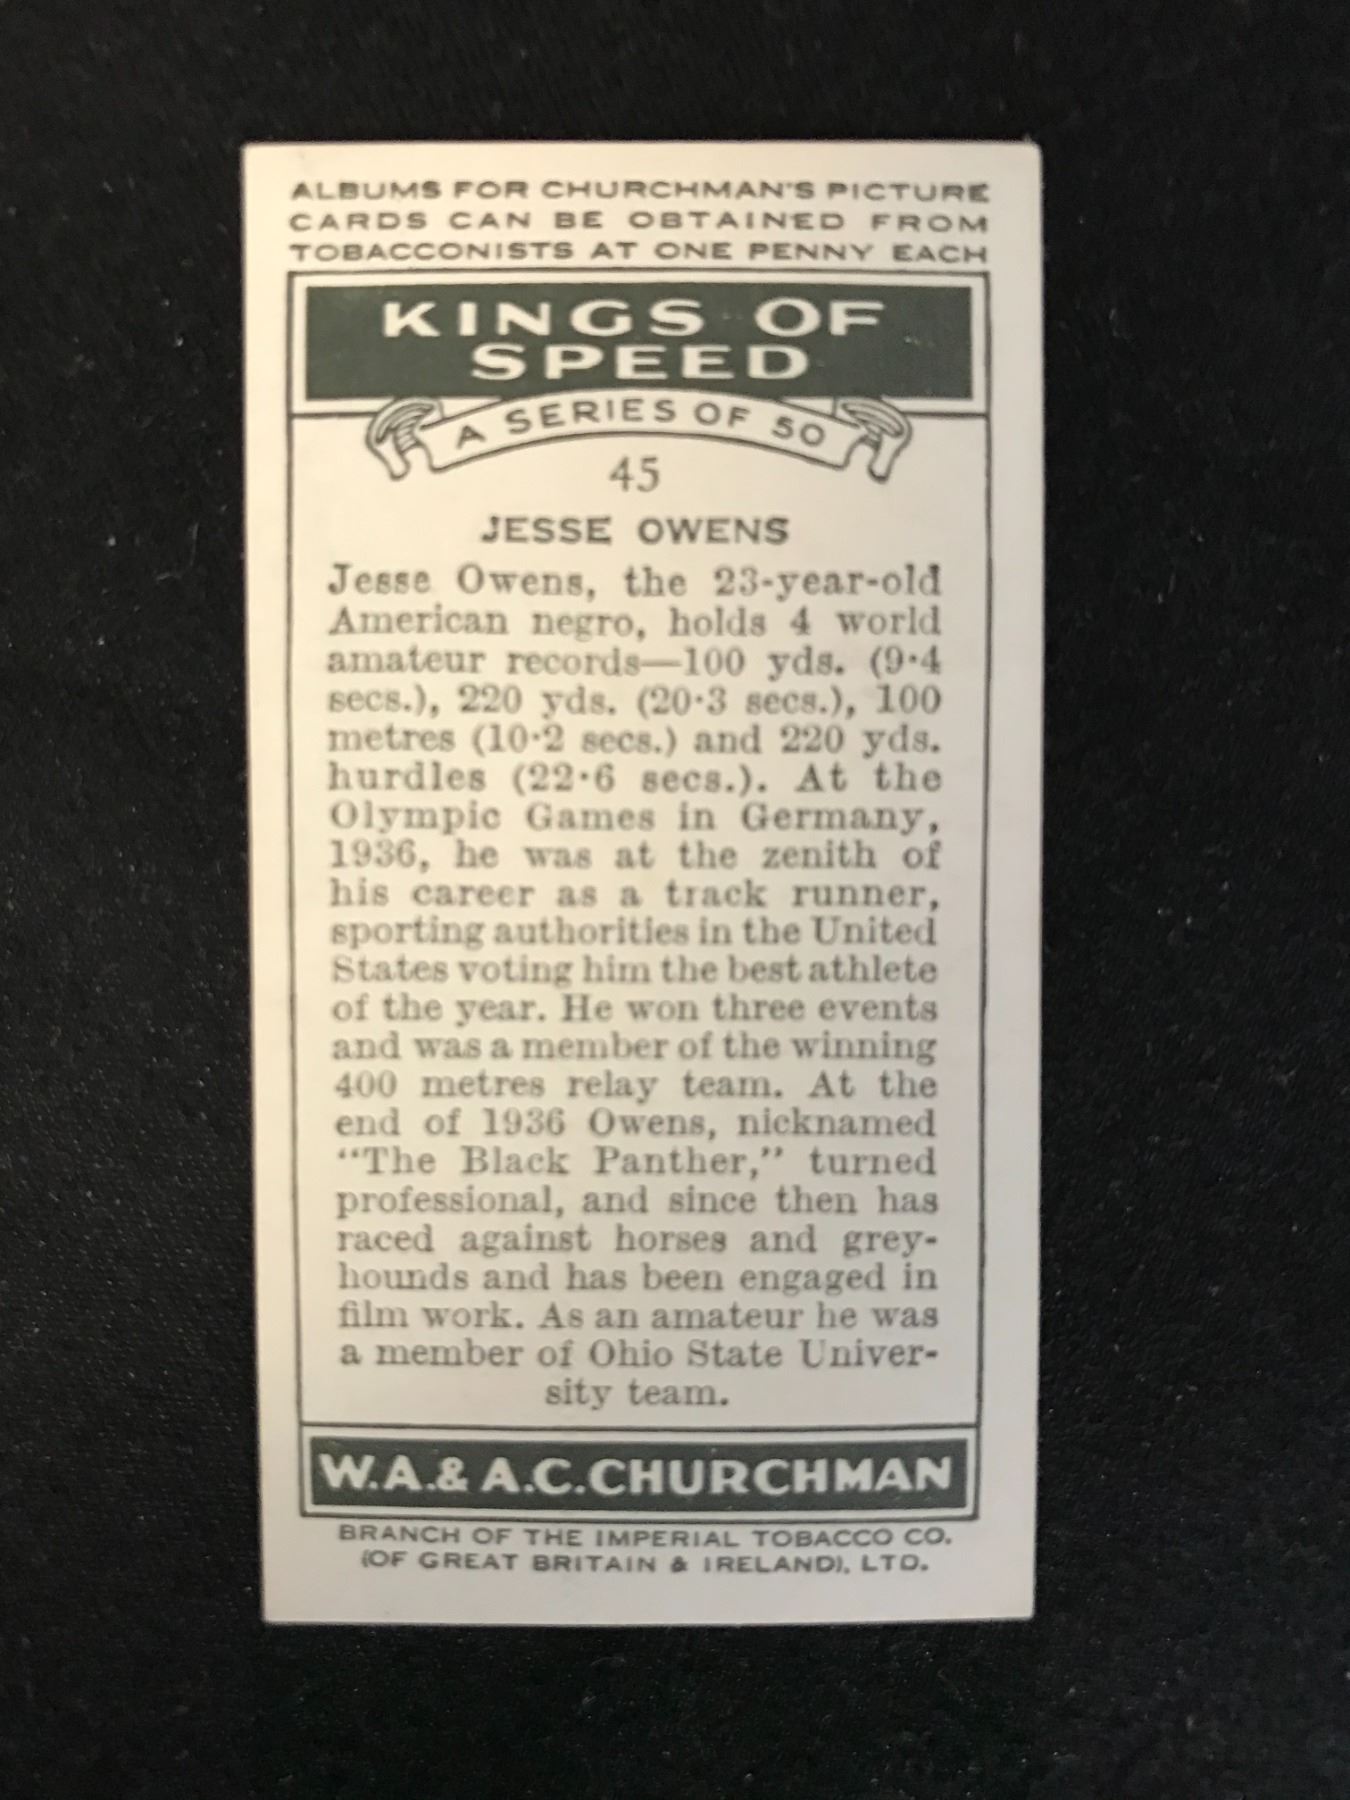 ALBUMS FOR CHURCHMAN'S PICTURE
CARDS CAN BE OBTAINED FROM
TOBACCONISTS AT ONE PENNY EACH
KINGS OF
SPEED
A SERIES OF 50
45
JESSE OWENS
Jesse Owens, the 23-year-old
American negro, holds 4 world
amateur records—100 yds. (9·4
secs.), 220 yds. (20·3 secs.), 100
metres (10·2 secs.) and 220 yds.
hurdles (22·6 secs.). At the
Olympic Games in Germany,
1936, he was at the zenith of
his career as a track runner,
sporting authorities in the United
States voting him the best athlete
of the year. He won three events
and was a member of the winning
400 metres relay team. At the
end of 1936 Owens, nicknamed
“The Black Panther,” turned
professional, and since then has
raced against horses and grey-
hounds and has been engaged in
film work. As an amateur he was
a member of Ohio State Univer-
sity team.
W.A.& A.C.CHURCHMAN
BRANCH OF THE IMPERIAL TOBACCO CO.
(OF GREAT BRITAIN & IRELAND), LTD.